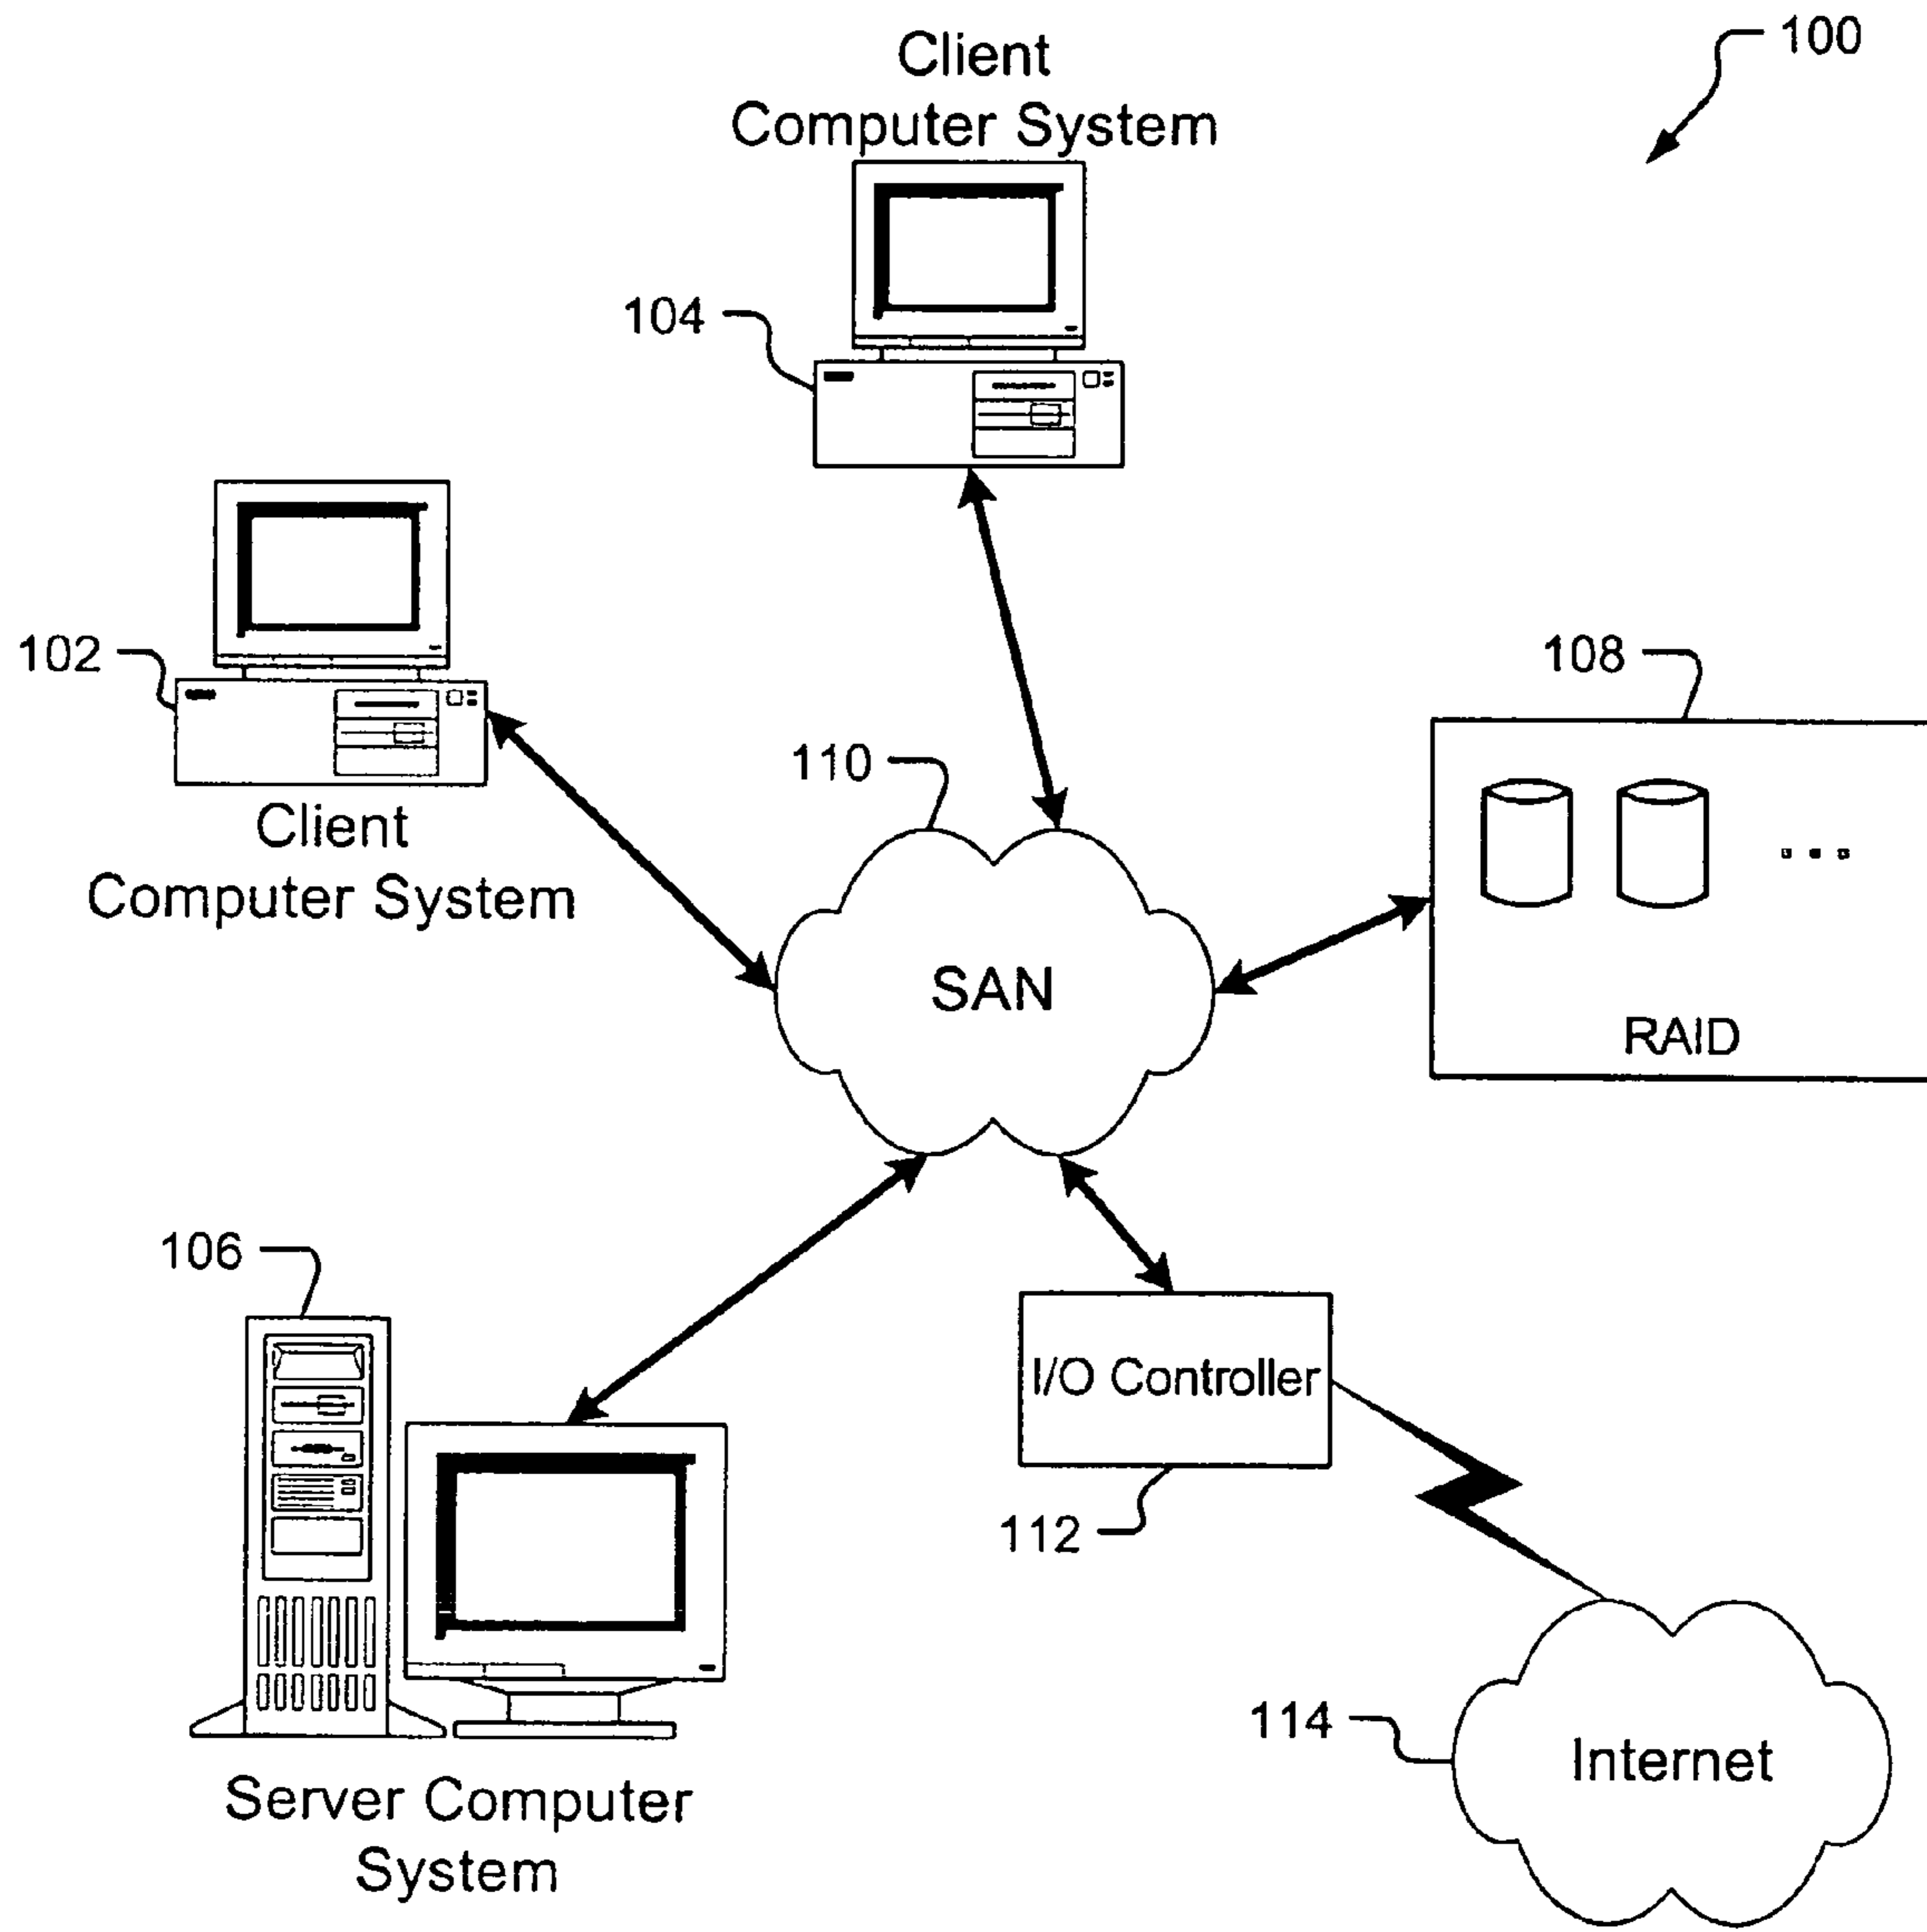 100
Client
Computer System
104
102
Client
Computer System
108
110
SAN
RAID
106
I/O Controller
112
114
Internet
Server Computer
System